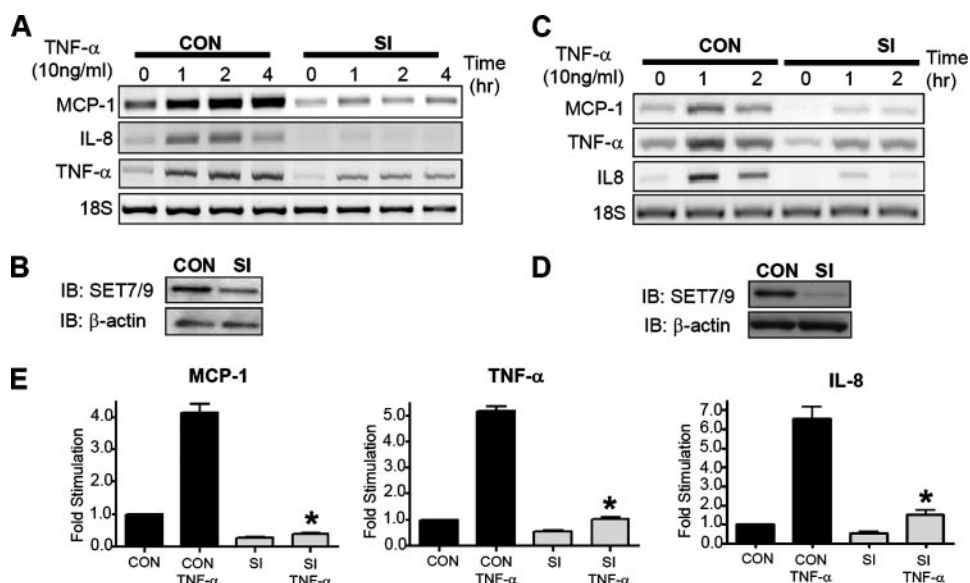 A
TNF-α (10ng/ml)
CON SI
0 1 2 4 0 1 2 4 Time (hr)
MCP-1
IL-8
TNF-α
18S
C
TNF-α (10ng/ml)
CON SI
0 1 2 0 1 2 Time (hr)
MCP-1
TNF-α
IL8
18S
B
CON SI
IB: SET7/9
IB: β-actin
D
CON SI
IB: SET7/9
IB: β-actin
E
MCP-1
Fold Stimulation
4.0
3.0
2.0
1.0
0.0
*
CON CON TNF-α SI SI TNF-α
TNF-α
Fold Stimulation
5.0
4.0
3.0
2.0
1.0
0.0
*
CON CON TNF-α SI SI TNF-α
IL-8
Fold Stimulation
7.0
6.0
5.0
4.0
3.0
2.0
1.0
0.0
*
CON CON TNF-α SI SI TNF-α